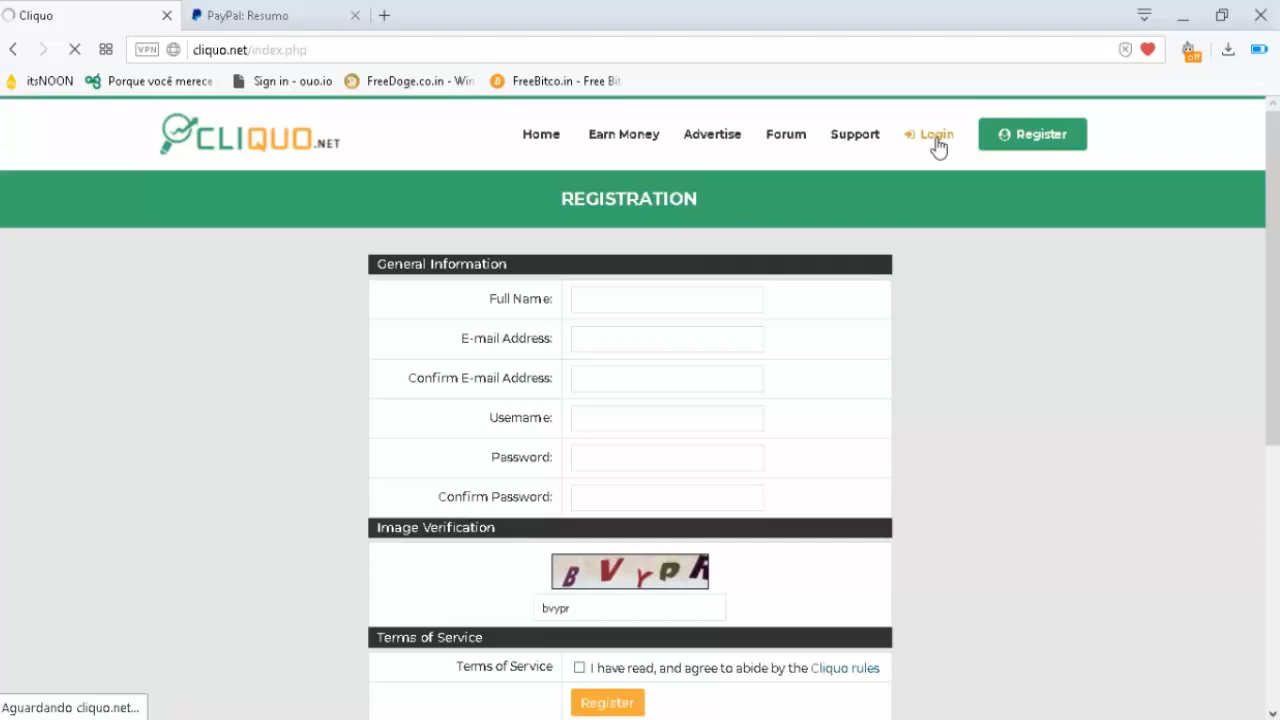 Cliquo
PayPal: Resumo
VPN
cliquo.net/index.php
off
itsNOON
Porque você merece
Sign in - ouo.io
FreeDoge.co.in - Win
FreeBitco.in - Free Bit
CLIQUO.NET
Home
Earn Money
Advertise
Forum
Support
Login
Register
REGISTRATION
General Information
Full Name:
E-mail Address:
Confirm E-mail Address:
Username:
Password:
Confirm Password:
Image Verification
B V Y P R
bvypr
Terms of Service
Terms of Service
I have read, and agree to abide by the Cliquo rules
Register
Aguardando cliquo.net...